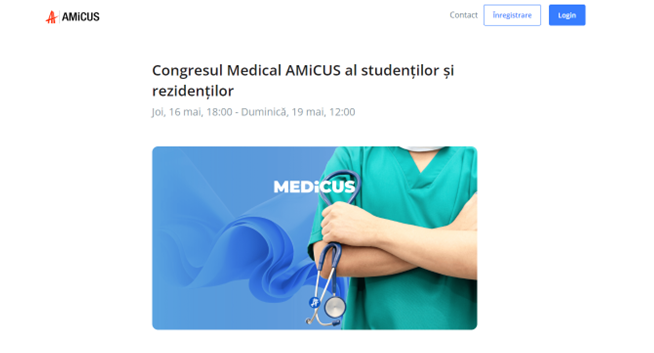 AMiCUS
Contact
Înregistrare
Login
Congresul Medical AMiCUS al studenților și
rezidenților
Joi, 16 mai, 18:00 - Duminică, 19 mai, 12:00
MEDiCUS